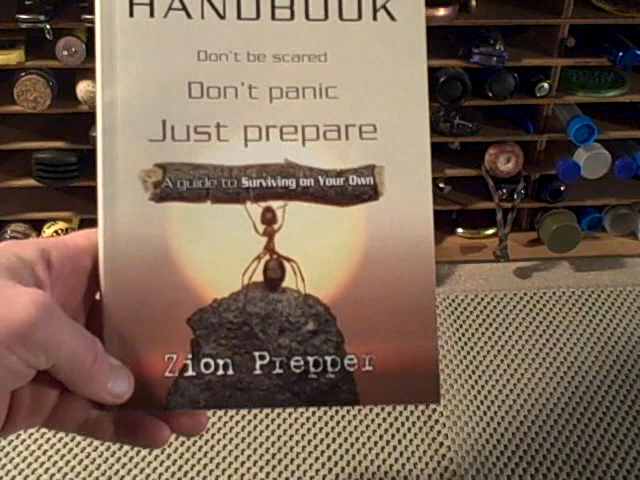 HANDBOOK
Don't be scared
Don't panic
Just prepare
A guide to Surviving on Your Own
Zion Prepper